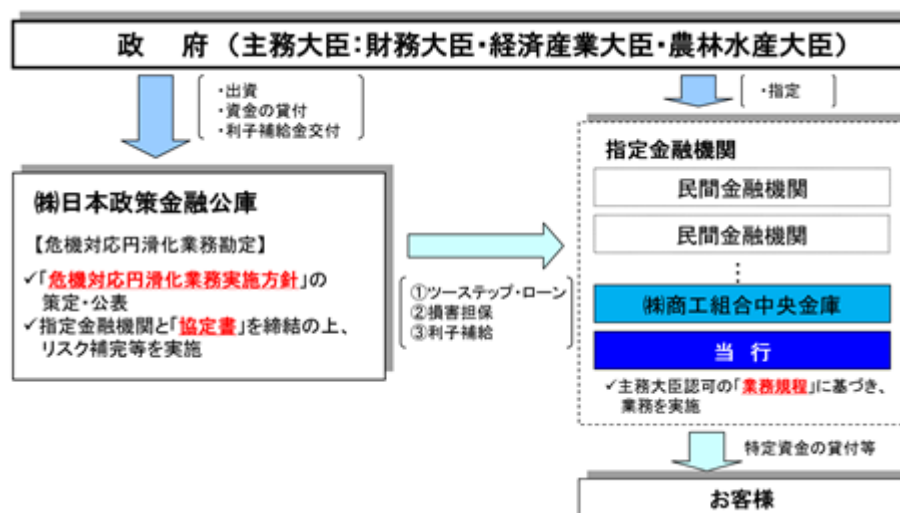 政　府（主務大臣：財務大臣・経済産業大臣・農林水産大臣）
・出資
・資金の貸付
・利子補給金交付
・指定
㈱日本政策金融公庫
【危機対応円滑化業務勘定】
✓「危機対応円滑化業務実施方針」の
策定・公表
✓指定金融機関と「協定書」を締結の上、
リスク補完等を実施
①ツーステップ・ローン
②損害担保
③利子補給
指定金融機関
民間金融機関
民間金融機関
⋮
㈱商工組合中央金庫
当　行
✓主務大臣認可の「業務規程」に基づき、
業務を実施
特定資金の貸付等
お客様